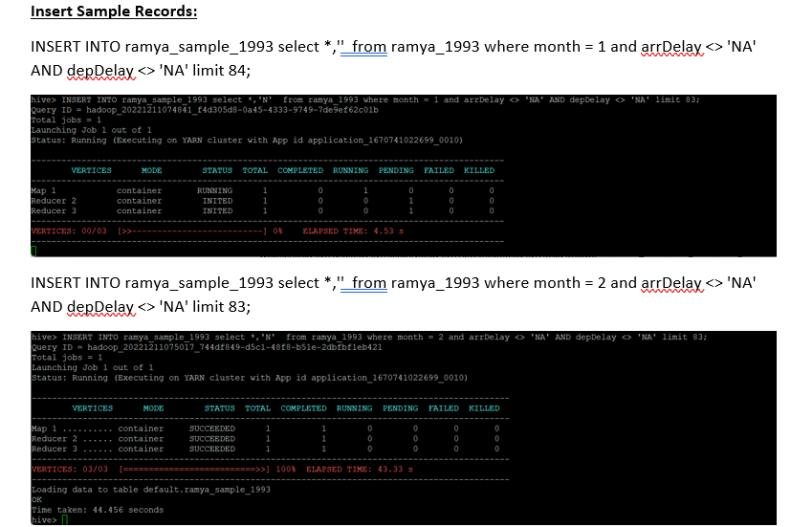 Insert Sample Records:
INSERT INTO ramya_sample_1993 select *,'' from ramya_1993 where month = 1 and arrDelay <> 'NA'
AND depDelay <> 'NA' limit 84;
hive> INSERT INTO ramya_sample_1993 select *,'N'  from ramya_1993 where month = 1 and arrDelay <> 'NA' AND depDelay <> 'NA' limit 83;
Query ID = hadoop_20221211074841_f4d305d8-0a45-4333-9749-7de9ef62c01b
Total jobs = 1
Launching Job 1 out of 1
Status: Running (Executing on YARN cluster with App id application_1670741022699_0010)
VERTICES MODE STATUS TOTAL COMPLETED RUNNING PENDING FAILED KILLED
Map 1 container RUNNING 1 0 1 0 0 0
Reducer 2 container INITED 1 0 0 1 0 0
Reducer 3 container INITED 1 0 0 1 0 0
VERTICES: 00/03 [>>--------------------------] 0% ELAPSED TIME: 4.53 s
INSERT INTO ramya_sample_1993 select *,'' from ramya_1993 where month = 2 and arrDelay <> 'NA'
AND depDelay <> 'NA' limit 83;
hive> INSERT INTO ramya_sample_1993 select *,'N'  from ramya_1993 where month = 2 and arrDelay <> 'NA' AND depDelay <> 'NA' limit 83;
Query ID = hadoop_20221211075017_744df849-d5c1-48f8-b51e-2dbfbf1eb421
Total jobs = 1
Launching Job 1 out of 1
Status: Running (Executing on YARN cluster with App id application_1670741022699_0010)
VERTICES MODE STATUS TOTAL COMPLETED RUNNING PENDING FAILED KILLED
Map 1 .......... container SUCCEEDED 1 1 0 0 0 0
Reducer 2 ...... container SUCCEEDED 1 1 0 0 0 0
Reducer 3 ...... container SUCCEEDED 1 1 0 0 0 0
VERTICES: 03/03 [==========================>>] 100% ELAPSED TIME: 43.33 s
Loading data to table default.ramya_sample_1993
OK
Time taken: 44.456 seconds
hive>